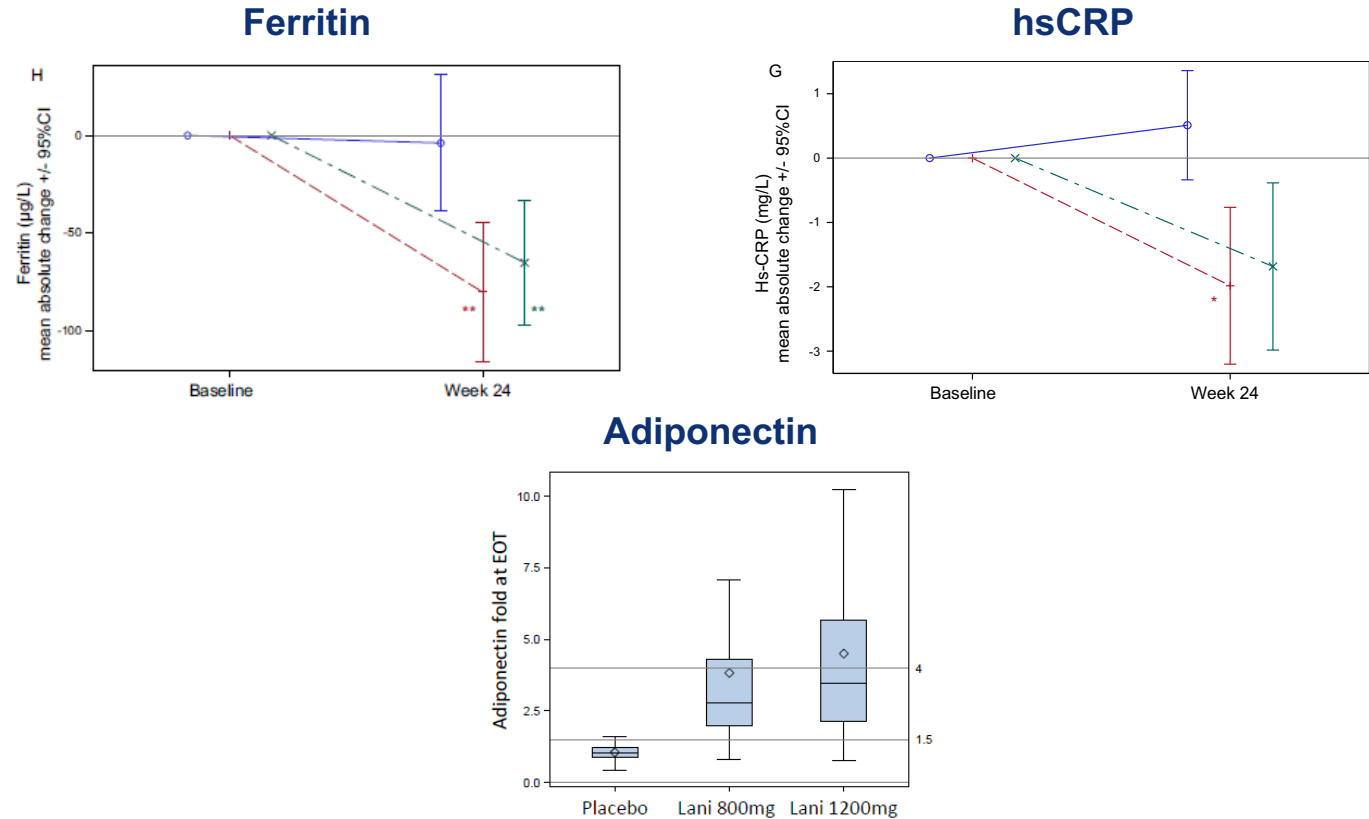 Ferritin
H
Ferritin (µg/L)
mean absolute change +/- 95%CI
0
-50
-100
**
**
Baseline
Week 24
hsCRP
G
Hs-CRP (mg/L)
mean absolute change +/- 95%CI
1
0
-1
-2
-3
*
Baseline
Week 24
Adiponectin
Adiponectin fold at EOT
10.0
7.5
5.0
2.5
0.0
4
1.5
Placebo
Lani 800mg
Lani 1200mg